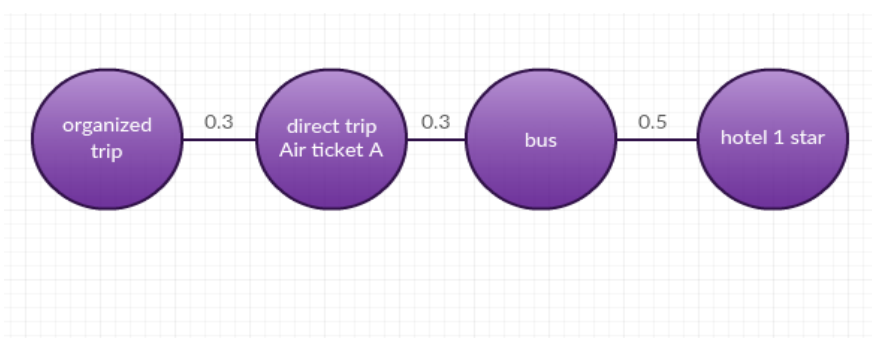 organized
trip
0.3
direct trip
Air ticket A
0.3
bus
0.5
hotel 1 star